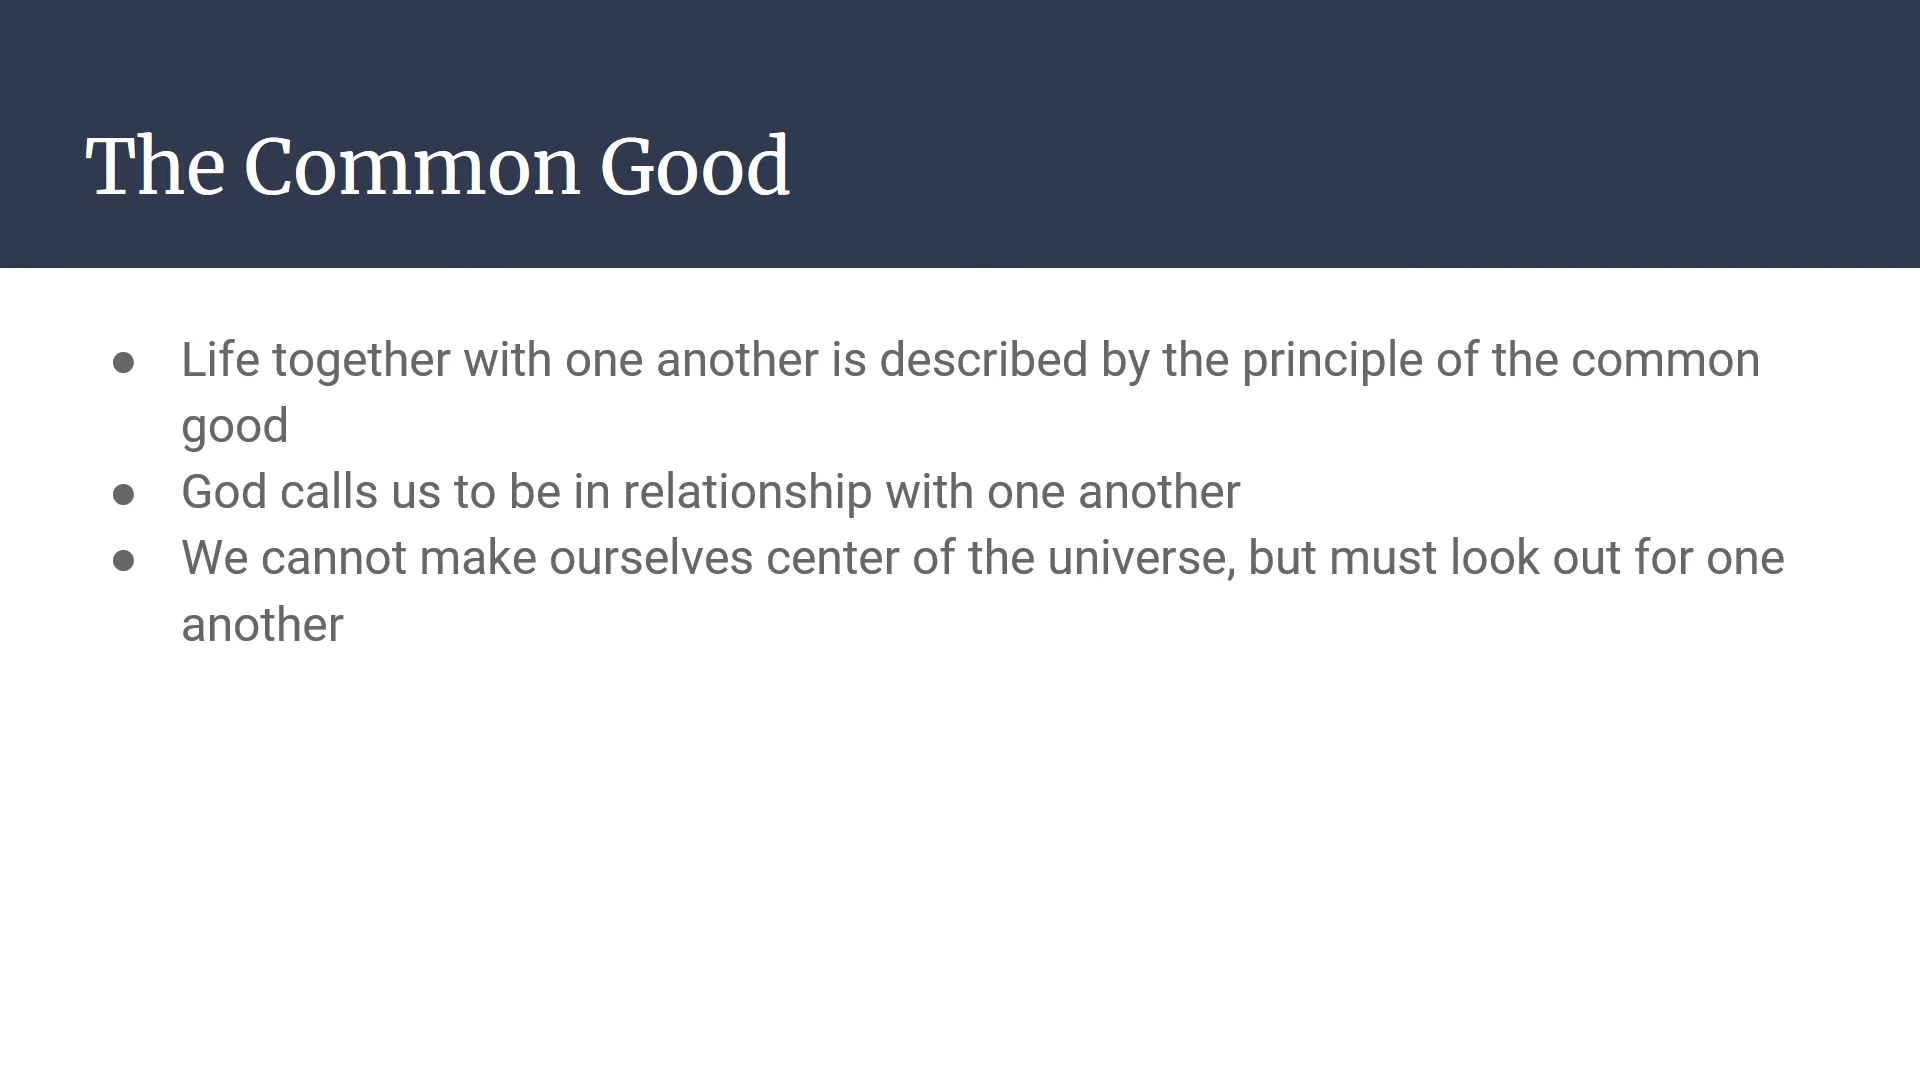 The Common Good
● Life together with one another is described by the principle of the common
good
● God calls us to be in relationship with one another
● We cannot make ourselves center of the universe, but must look out for one
another